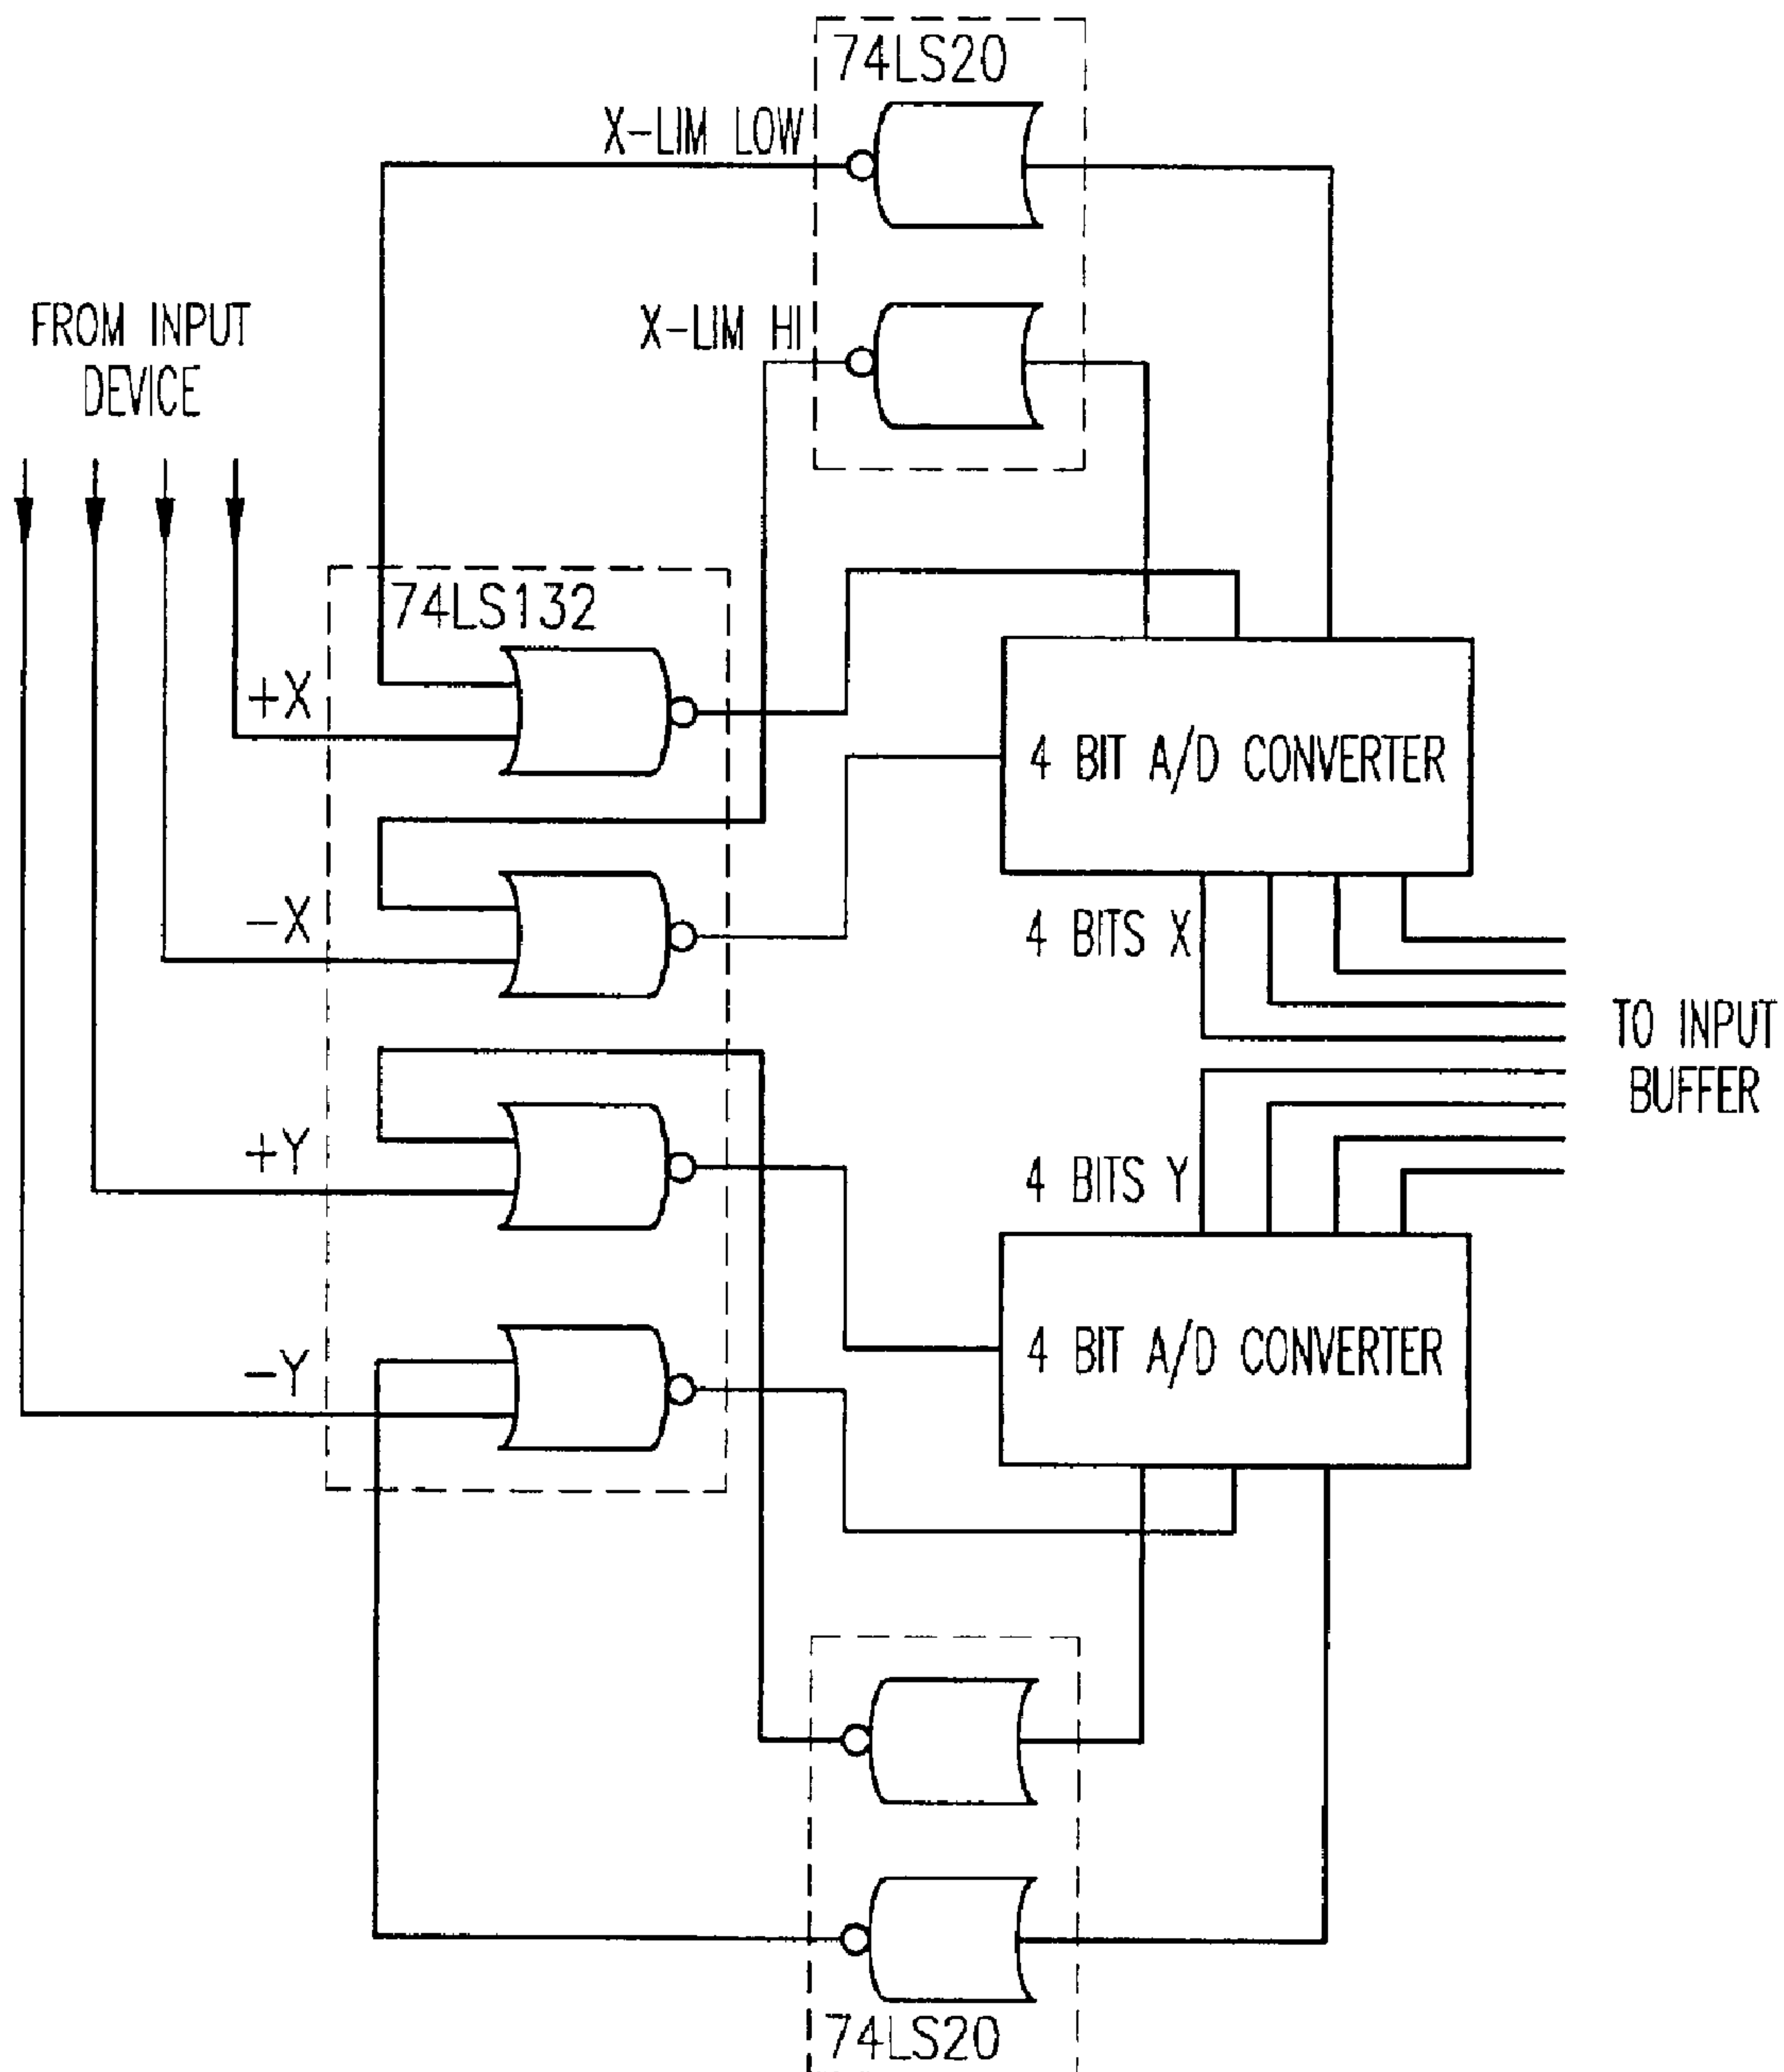 74LS20
X-LIM LOW
X-LIM HI
FROM INPUT
DEVICE
74LS132
+X
4 BIT A/D CONVERTER
-X
4 BITS X
TO INPUT
BUFFER
+Y
4 BITS Y
4 BIT A/D CONVERTER
-Y
74LS20